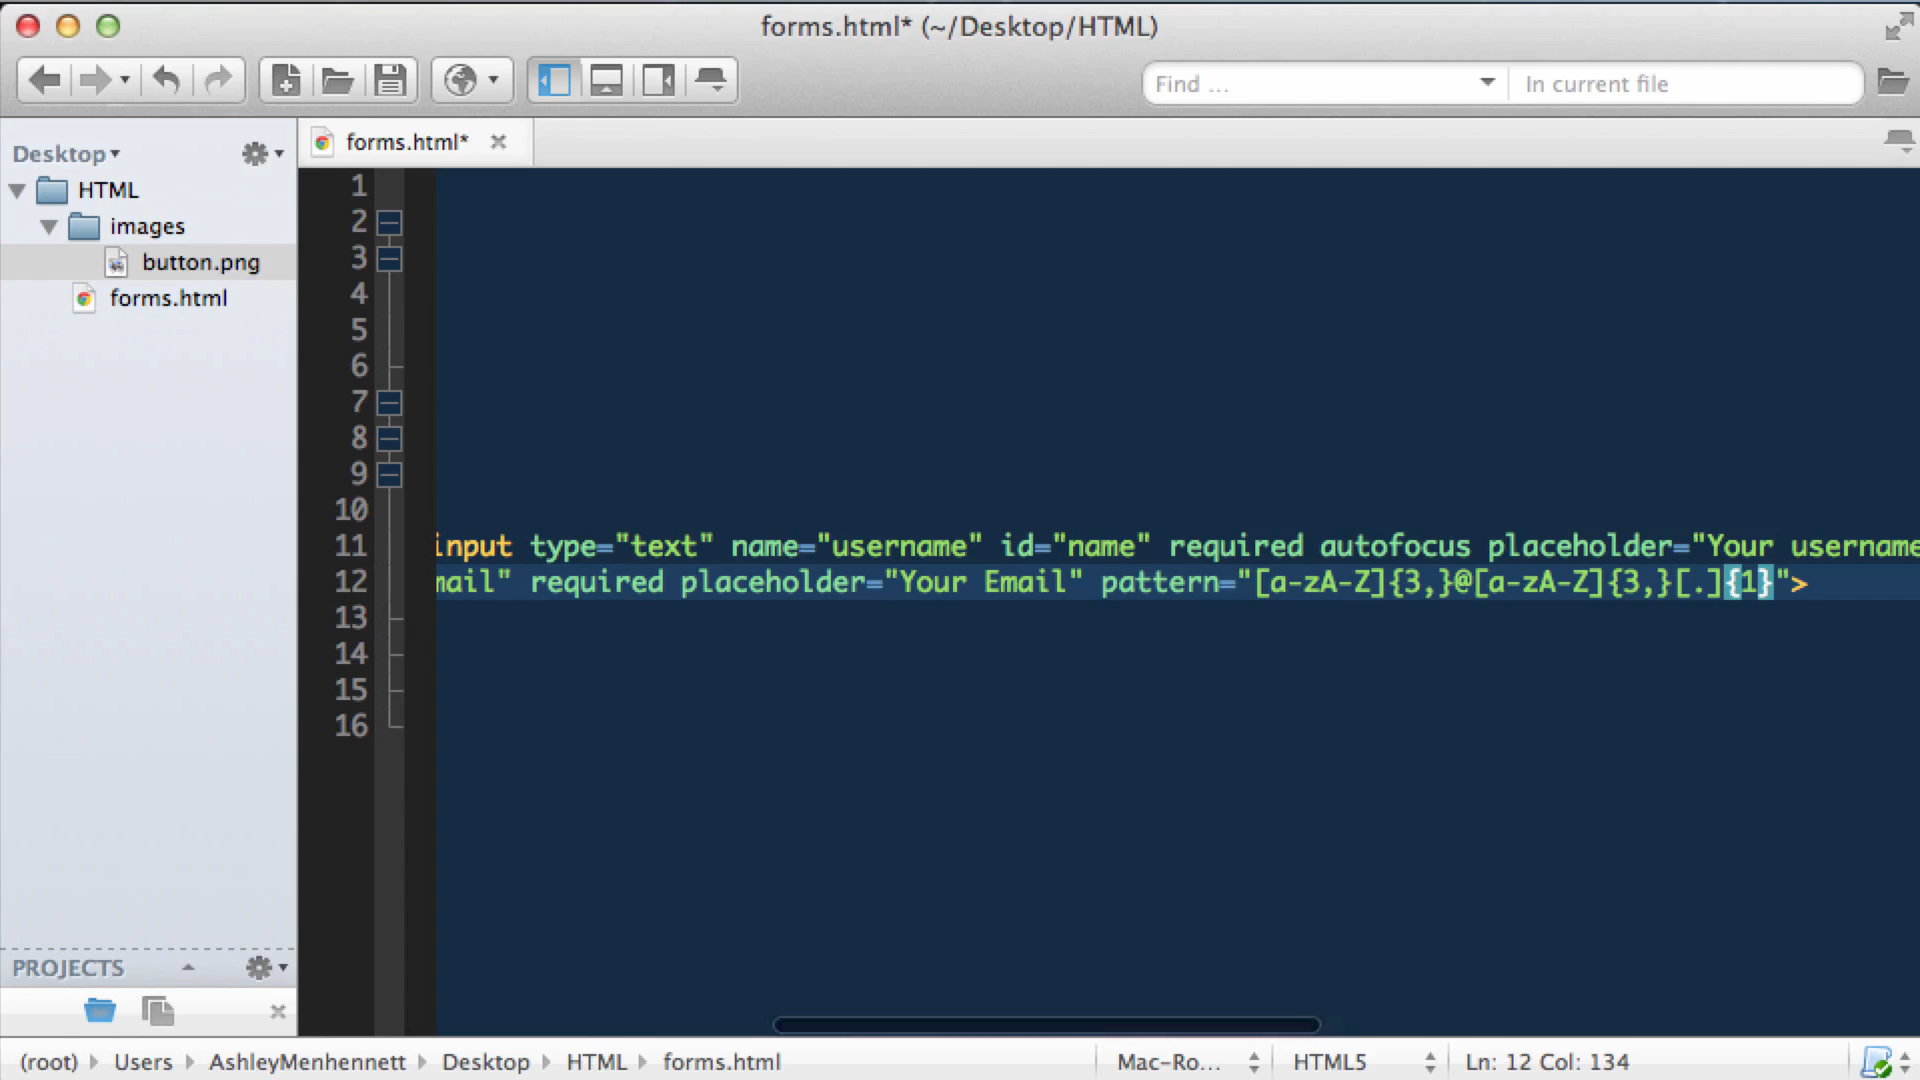 forms.html* (~/Desktop/HTML)
Find ...
In current file
Desktop
forms.html*
HTML
images
button.png
forms.html
1
2
3
4
5
6
7
8
9
10
11 input type="text" name="username" id="name" required autofocus placeholder="Your username
12 mail" required placeholder="Your Email" pattern="[a-zA-Z]{3,}@[a-zA-Z]{3,}[.]{1}">
13
14
15
16
PROJECTS
(root) Users AshleyMenhennett Desktop HTML forms.html
Mac-Ro... HTML5 Ln: 12 Col: 134